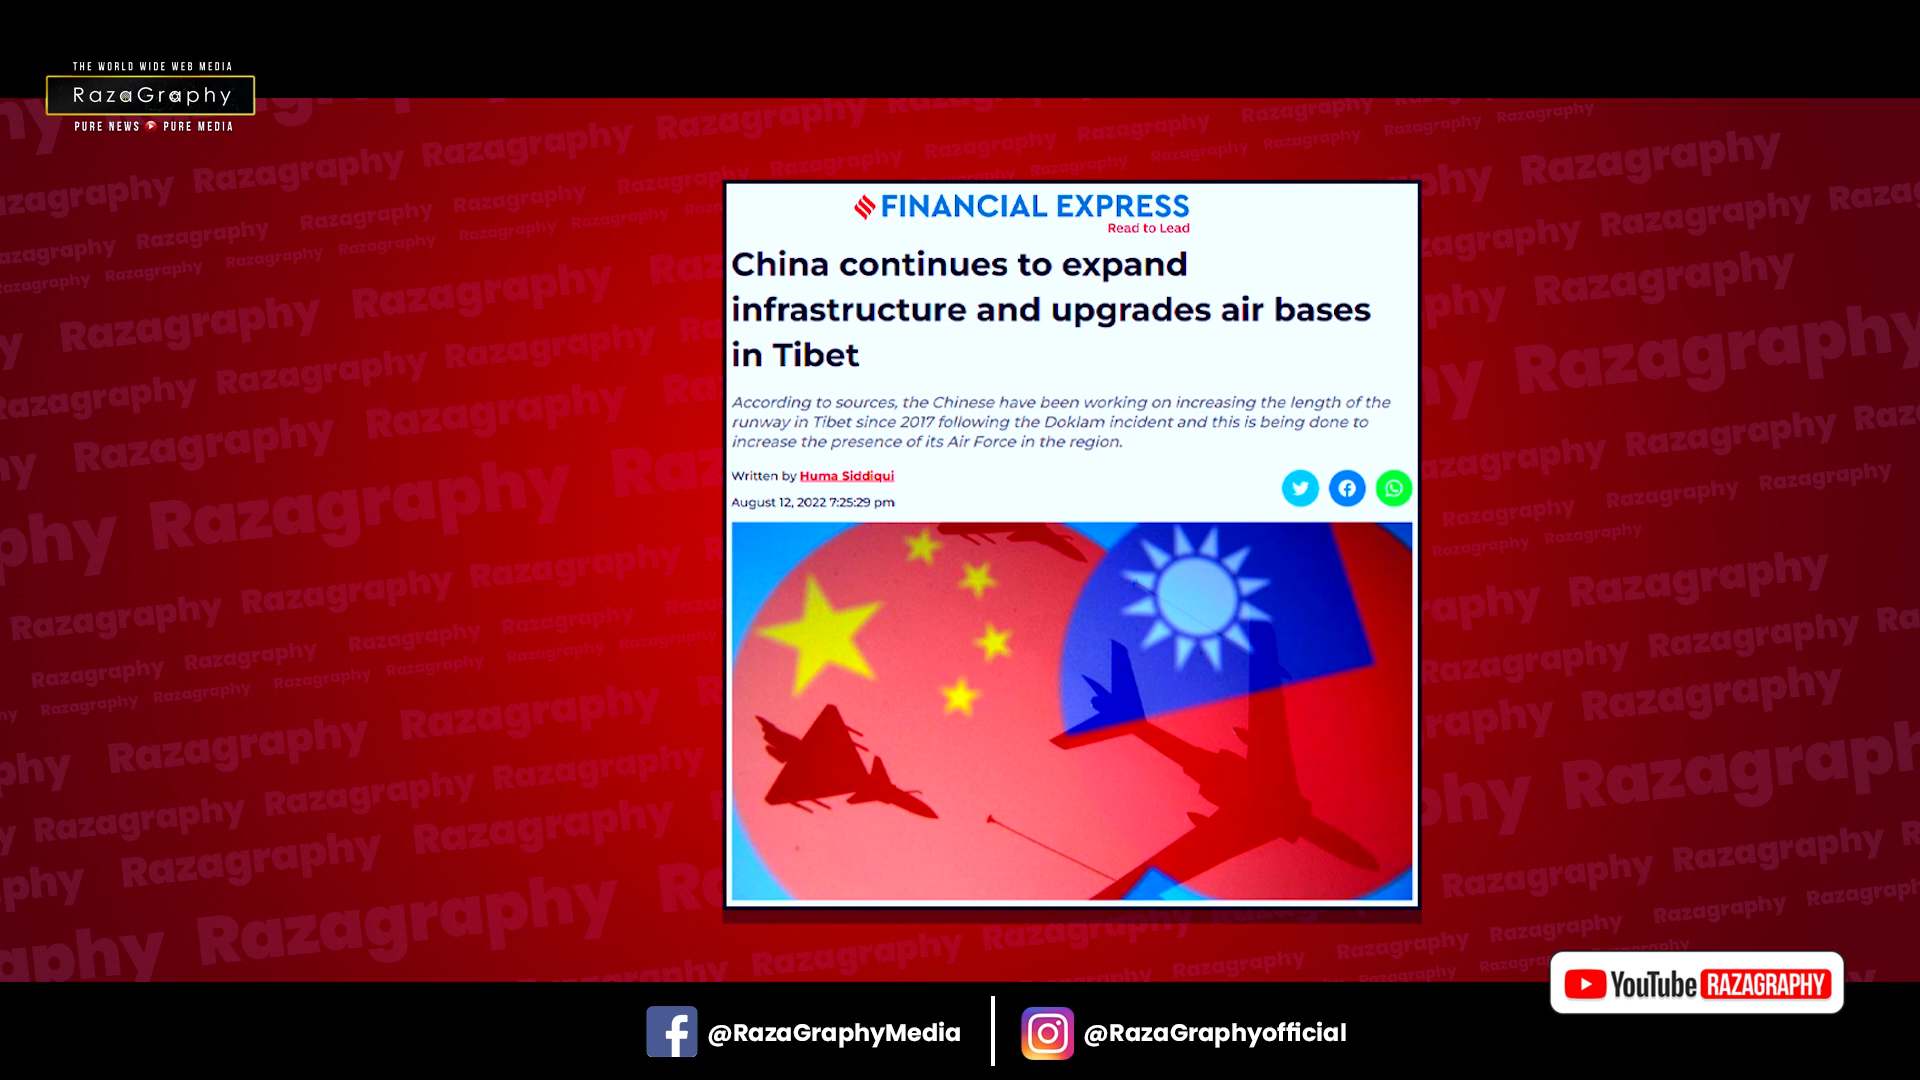 THE WORLD WIDE WEB MEDIA
RazaGraphy
PURE NEWS PURE MEDIA
FINANCIAL EXPRESS
Read to Lead
China continues to expand
infrastructure and upgrades air bases
in Tibet
According to sources, the Chinese have been working on increasing the length of the
runway in Tibet since 2017 following the Doklam incident and this is being done to
increase the presence of its Air Force in the region.
Written by Huma Siddiqui
August 12, 2022 7:25:29 pm
YouTube RAZAGRAPHY
@RazaGraphyMedia
@RazaGraphyofficial